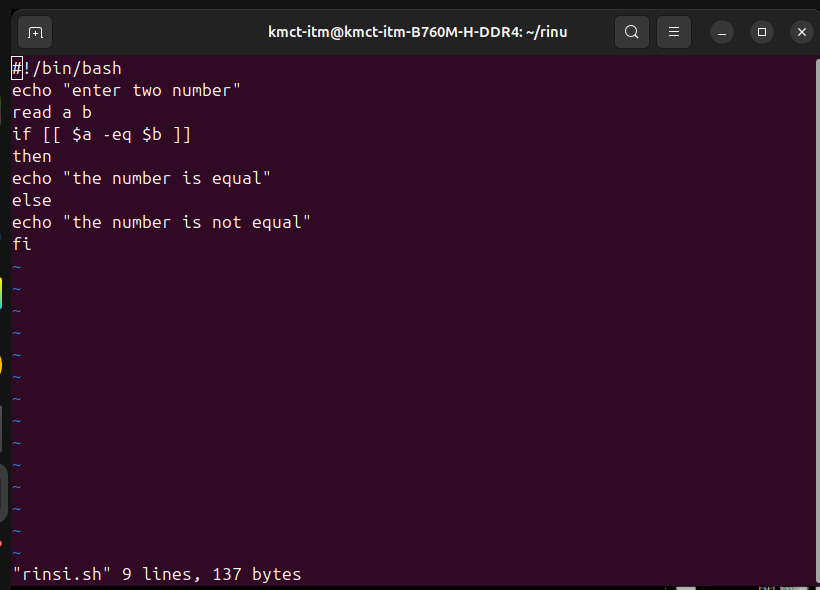 kmct-itm@kmct-itm-B760M-H-DDR4: ~/rinu
#!/bin/bash
echo "enter two number"
read a b
if [[ $a -eq $b ]]
then
echo "the number is equal"
else
echo "the number is not equal"
fi
~
~
~
~
~
~
~
~
~
~
~
~
~
~
"rinsi.sh" 9 lines, 137 bytes